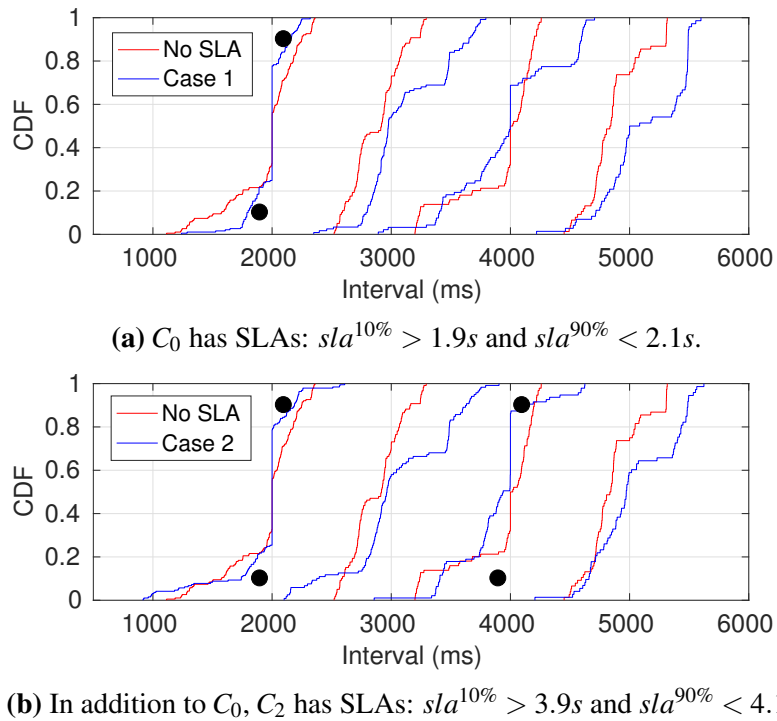 1
0.8
0.6
0.4
0.2
0
CDF
No SLA
Case 1
1000 2000 3000 4000 5000 6000
Interval (ms)
(a) C₀ has SLAs: sla¹⁰% > 1.9s and sla⁹⁰% < 2.1s.
1
0.8
0.6
0.4
0.2
0
CDF
No SLA
Case 2
1000 2000 3000 4000 5000 6000
Interval (ms)
(b) In addition to C₀, C₂ has SLAs: sla¹⁰% > 3.9s and sla⁹⁰% < 4.